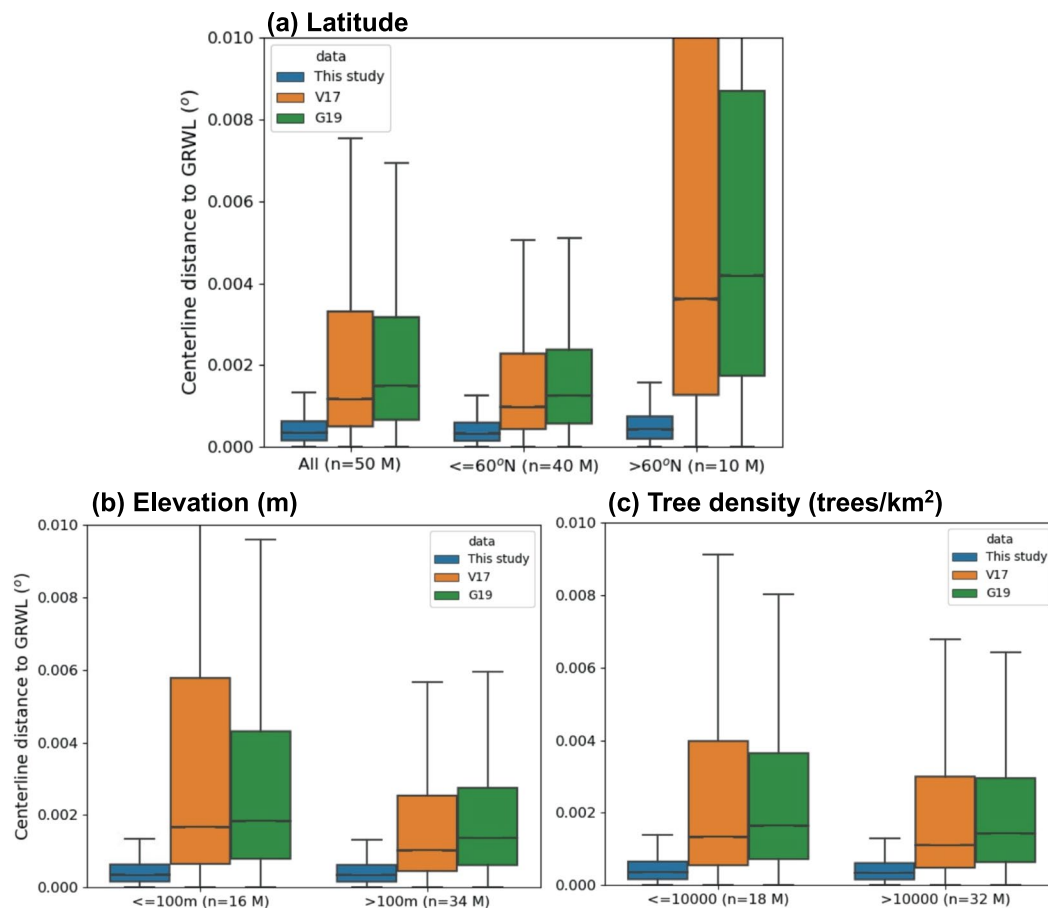 (a) Latitude
Centerline distance to GRWL (°)
0.010
0.008
0.006
0.004
0.002
0.000
data
This study
V17
G19
All (n=50 M)
<=60°N (n=40 M)
>60°N (n=10 M)
(b) Elevation (m)
Centerline distance to GRWL (°)
0.010
0.008
0.006
0.004
0.002
0.000
data
This study
V17
G19
<=100m (n=16 M)
>100m (n=34 M)
(c) Tree density (trees/km²)
0.010
0.008
0.006
0.004
0.002
0.000
data
This study
V17
G19
<=10000 (n=18 M)
>10000 (n=32 M)